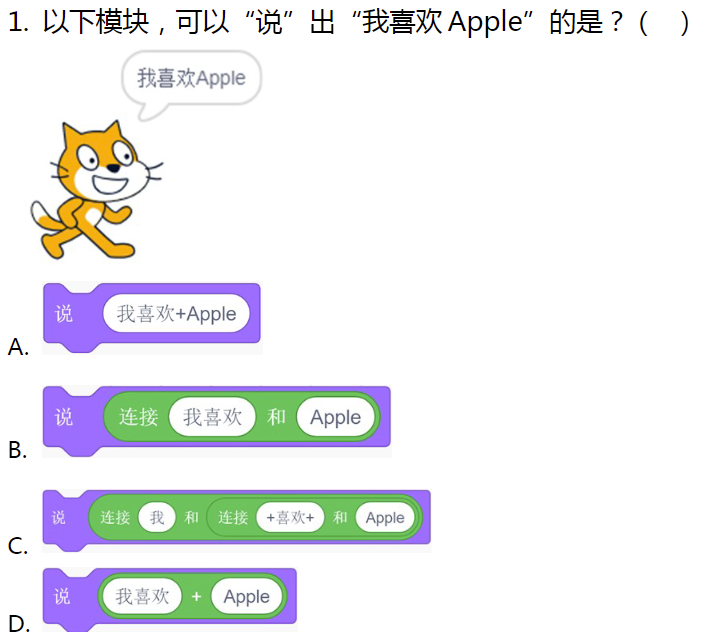 1. 以下模块，可以“说”出“我喜欢 Apple”的是？（　）
我喜欢Apple
A. 说 我喜欢+Apple
B. 说 连接 我喜欢 和 Apple
C. 说 连接 我 和 连接 +喜欢+ 和 Apple
D. 说 我喜欢 + Apple